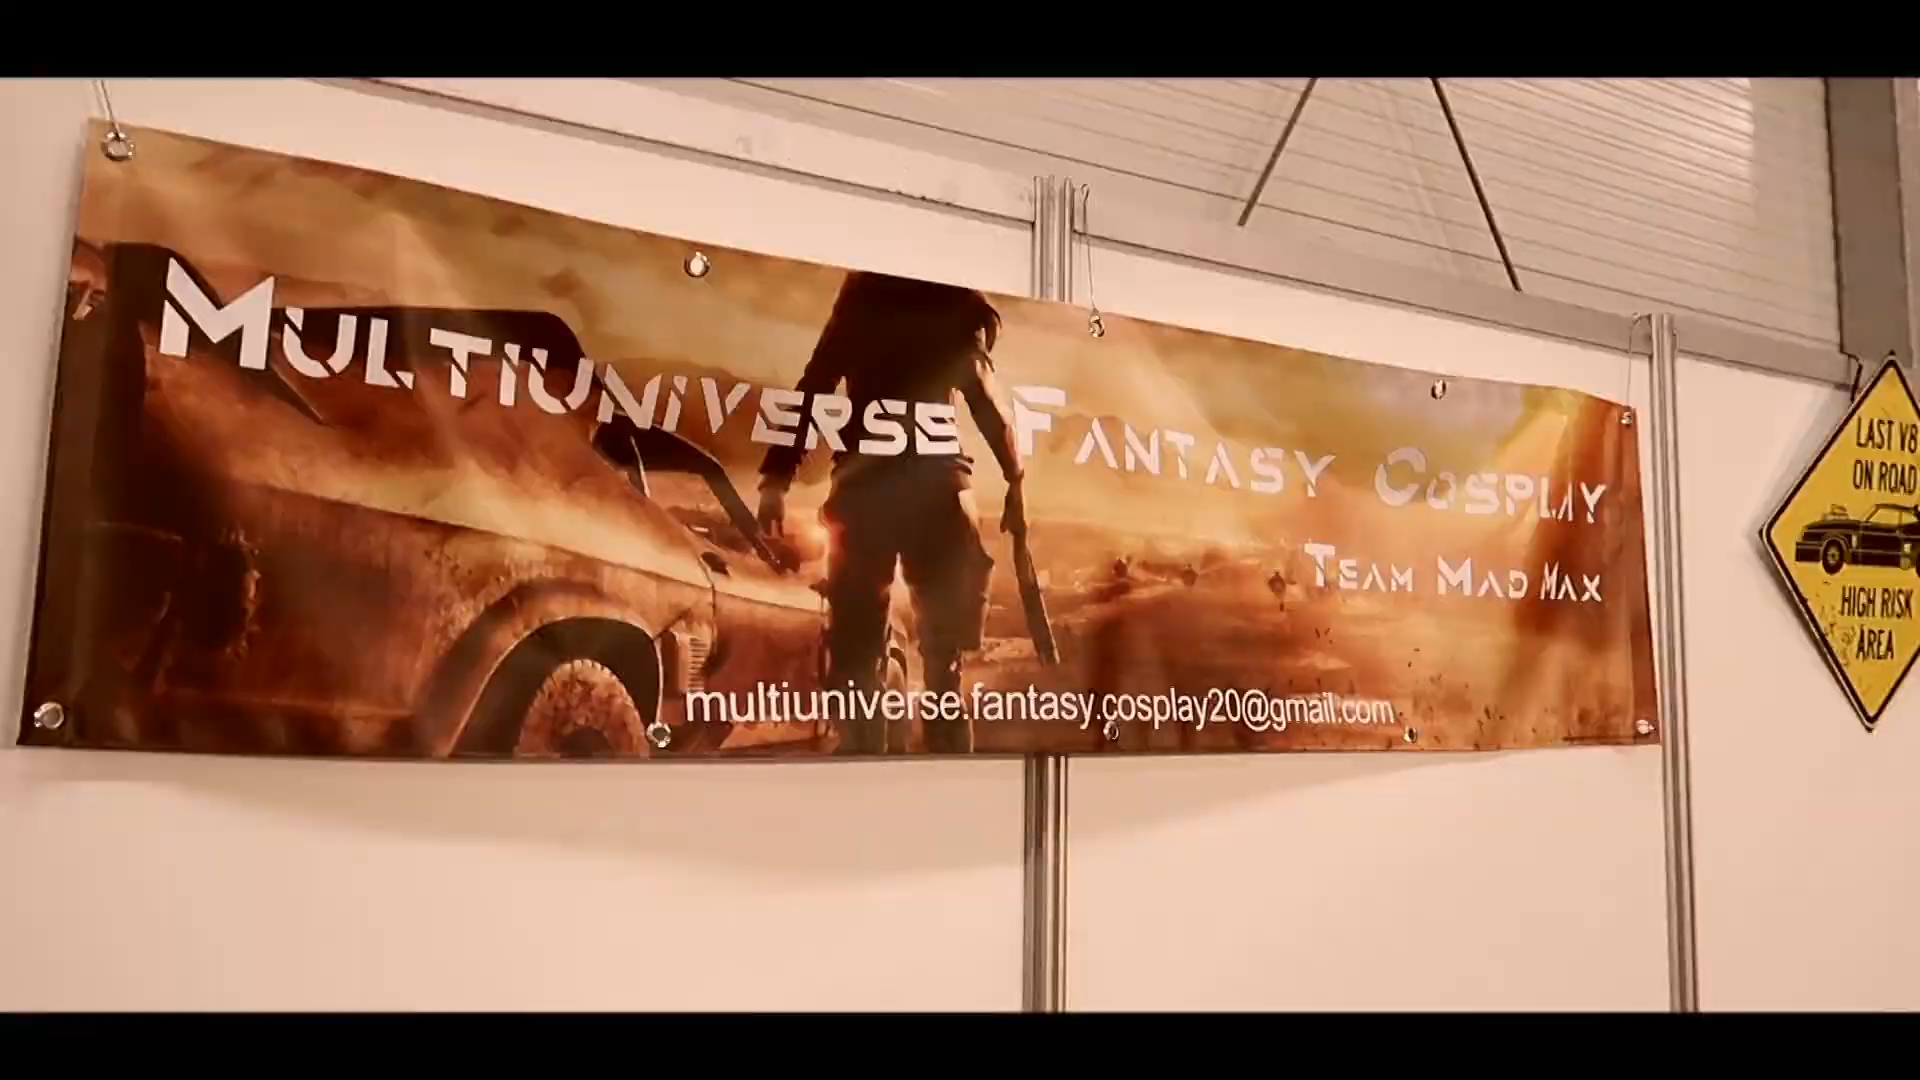 Multiuniverse Fantasy Cosplay
Team Mad Max
multiuniverse.fantasy.cosplay20@gmail.com
LAST V8
ON ROAD
HIGH RISK
AREA